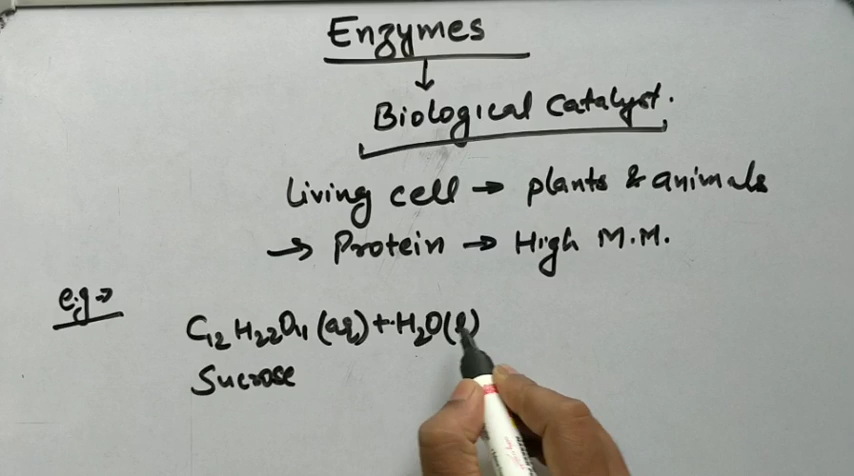 Enzymes
↓
Biological Catalyst.
Living cell → plants & animals
→ Protein → High M.M.
e.g →
C₁₂H₂₂O₁₁ (aq) + H₂O(l)
Sucrose